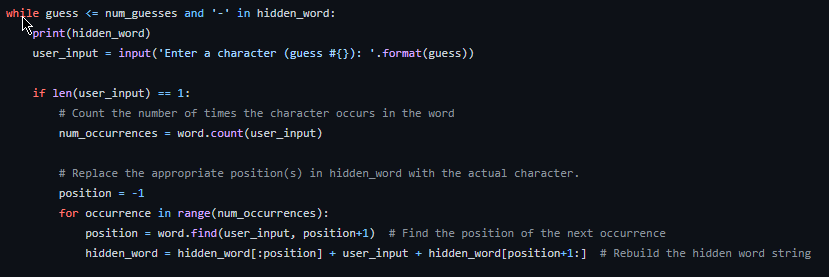 while guess <= num_guesses and '-' in hidden_word:
    print(hidden_word)
    user_input = input('Enter a character (guess #{}): '.format(guess))

    if len(user_input) == 1:
        # Count the number of times the character occurs in the word
        num_occurrences = word.count(user_input)

        # Replace the appropriate position(s) in hidden_word with the actual character.
        position = -1
        for occurrence in range(num_occurrences):
            position = word.find(user_input, position+1)  # Find the position of the next occurrence
            hidden_word = hidden_word[:position] + user_input + hidden_word[position+1:]  # Rebuild the hidden word string